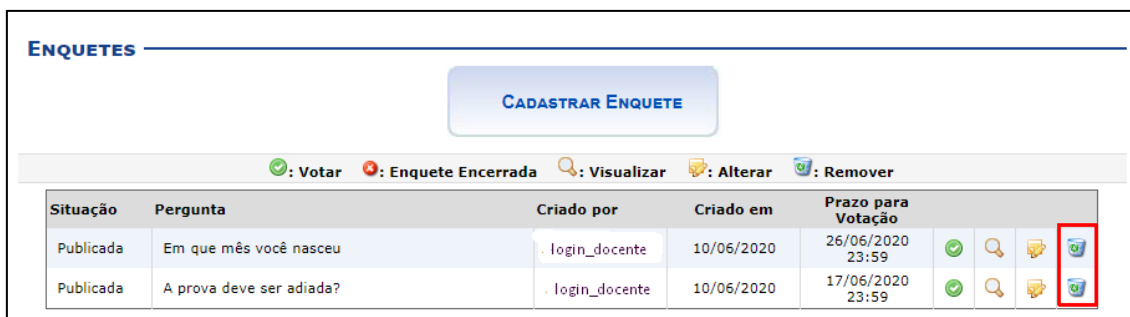 ENQUETES
CADASTRAR ENQUETE
: Votar : Enquete Encerrada : Visualizar : Alterar : Remover
Situação Pergunta Criado por Criado em Prazo para Votação
Publicada Em que mês você nasceu login_docente 10/06/2020 26/06/2020 23:59
Publicada A prova deve ser adiada? login_docente 10/06/2020 17/06/2020 23:59